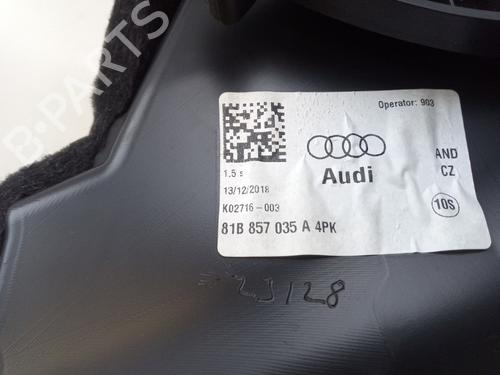 B-PARTS
Operator: 903
Audi
AND
CZ
1.5 s
13/12/2018
K02716-003
10S
81B 857 035 A 4PK
23128